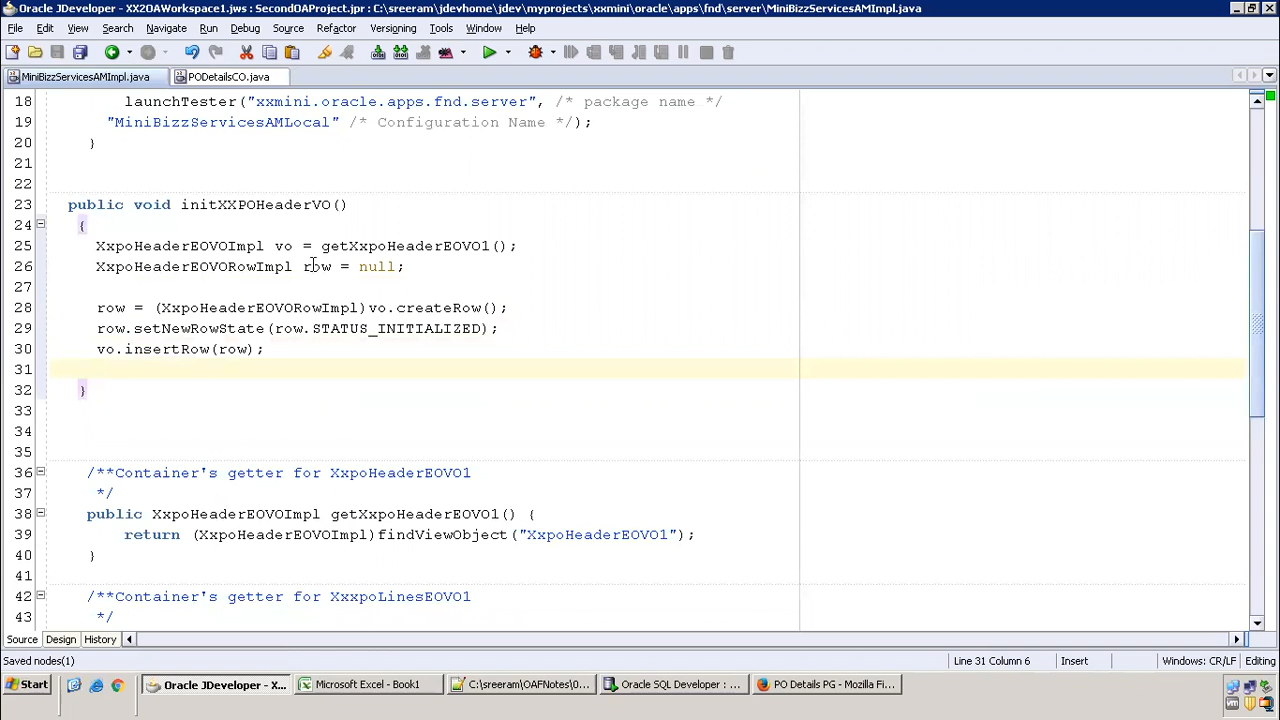 Oracle JDeveloper - XX2OAWorkspace1.jws : SecondOAProject.jpr : C:\sreeram\jdevhome\jdev\myprojects\xxmini\oracle\apps\fnd\server\MiniBizzServicesAMImpl.java
File Edit View Search Navigate Run Debug Source Refactor Versioning Tools Window Help
MiniBizzServicesAMImpl.java PODetailsCO.java
18 launchTester("xxmini.oracle.apps.fnd.server", /* package name */
19 "MiniBizzServicesAMLocal" /* Configuration Name */);
20 }
21
22
23 public void initXXPOHeaderVO()
24 {
25 XxpoHeaderEOVOImpl vo = getXxpoHeaderEOVO1();
26 XxpoHeaderEOVORowImpl row = null;
27
28 row = (XxpoHeaderEOVORowImpl)vo.createRow();
29 row.setNewRowState(row.STATUS_INITIALIZED);
30 vo.insertRow(row);
31
32 }
33
34
35
36 /**Container's getter for XxpoHeaderEOVO1
37 */
38 public XxpoHeaderEOVOImpl getXxpoHeaderEOVO1() {
39 return (XxpoHeaderEOVOImpl)findViewObject("XxpoHeaderEOVO1");
40 }
41
42 /**Container's getter for XxxpoLinesEOVO1
43 */
Source Design History
Saved nodes(1) Line 31 Column 6 Insert Windows: CR/LF Editing
Start Oracle JDeveloper - X... Microsoft Excel - Book1 C:\sreeram\OAFNotes\0... Oracle SQL Developer : ... PO Details PG - Mozilla Fi...